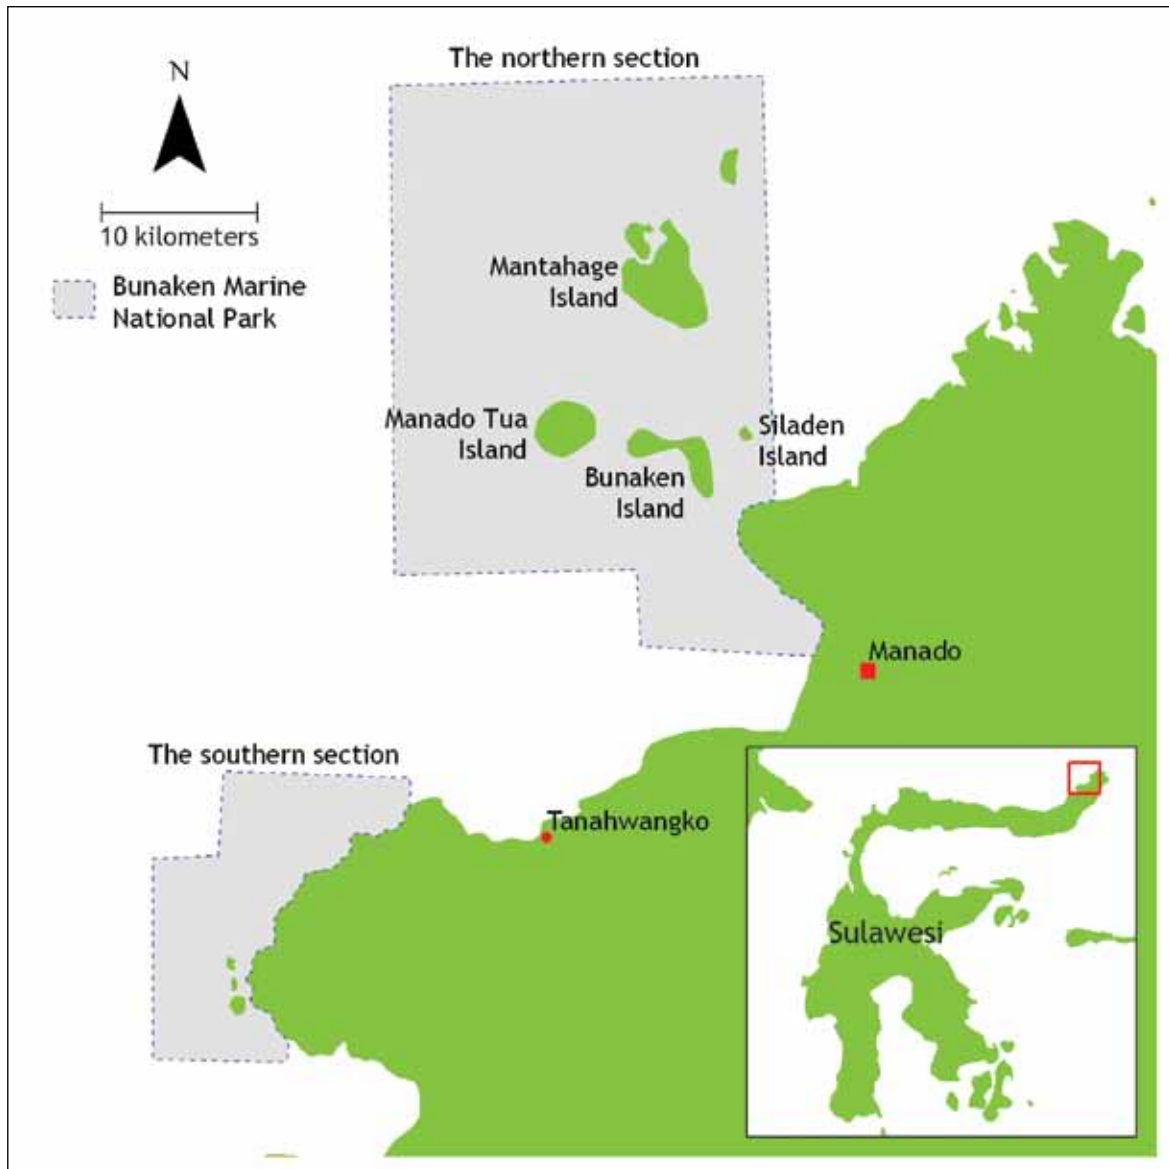 The northern section
N
10 kilometers
Bunaken Marine
National Park
Mantahage
Island
Manado Tua
Island
Siladen
Island
Bunaken
Island
Manado
The southern section
Tanahwangko
Sulawesi